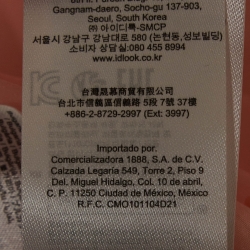 Gangnam-daero, Socho-gu 137-903,
Seoul, South Korea
(주) 아이디룩-SMCP
서울시 강남구 강남대로 580 (논현동,성보빌딩)
소비자 상담실:080 455 8994
www.idlook.co.kr
台灣晟慕商貿有限公司
台北市信義區信義路 5段 7號 37樓
+886-2-8729-2997 (Ext: 3997)
Importado por:
Comercializadora 1888, S.A. de C.V.
Calzada Legaria 549, Torre 2, Piso 9
Del. Miguel Hidalgo, Col. 10 de abril,
C. P. 11250 Ciudad de México / México
R.F.C. CMO101104D21